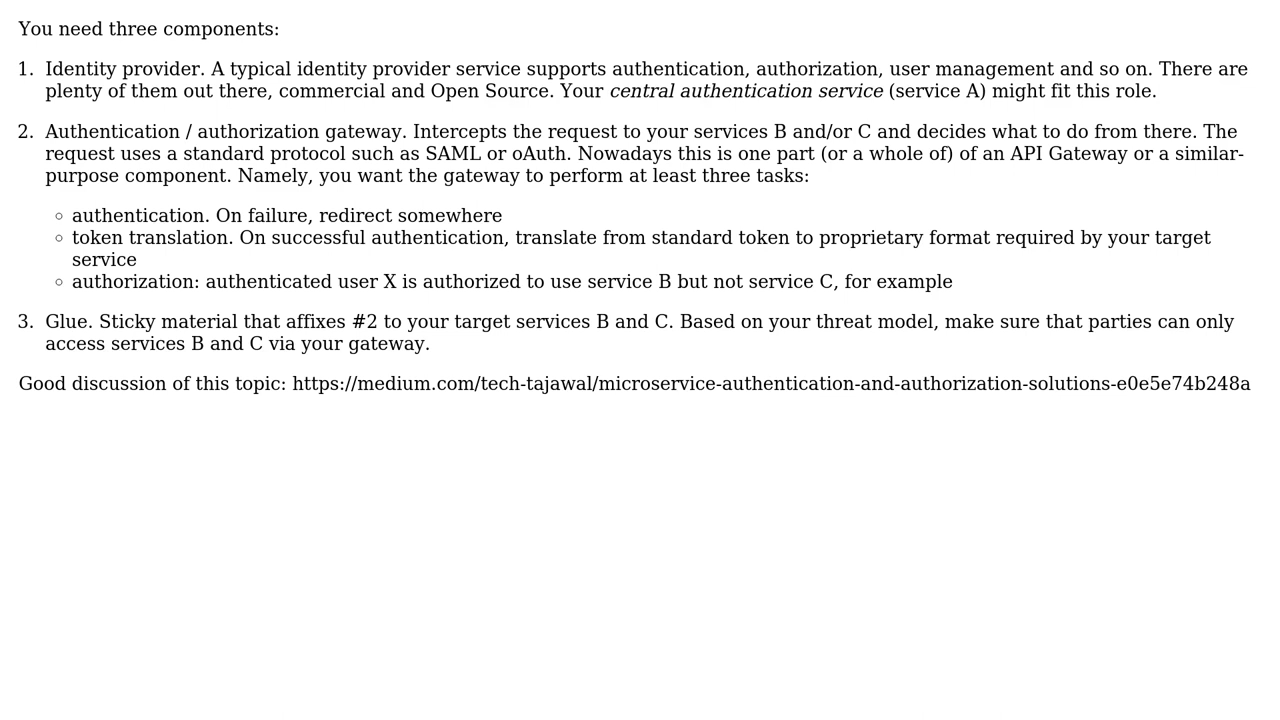 You need three components:
1. Identity provider. A typical identity provider service supports authentication, authorization, user management and so on. There are
plenty of them out there, commercial and Open Source. Your central authentication service (service A) might fit this role.
2. Authentication / authorization gateway. Intercepts the request to your services B and/or C and decides what to do from there. The
request uses a standard protocol such as SAML or oAuth. Nowadays this is one part (or a whole of) of an API Gateway or a similar-
purpose component. Namely, you want the gateway to perform at least three tasks:
◦ authentication. On failure, redirect somewhere
◦ token translation. On successful authentication, translate from standard token to proprietary format required by your target
service
◦ authorization: authenticated user X is authorized to use service B but not service C, for example
3. Glue. Sticky material that affixes #2 to your target services B and C. Based on your threat model, make sure that parties can only
access services B and C via your gateway.
Good discussion of this topic: https://medium.com/tech-tajawal/microservice-authentication-and-authorization-solutions-e0e5e74b248a